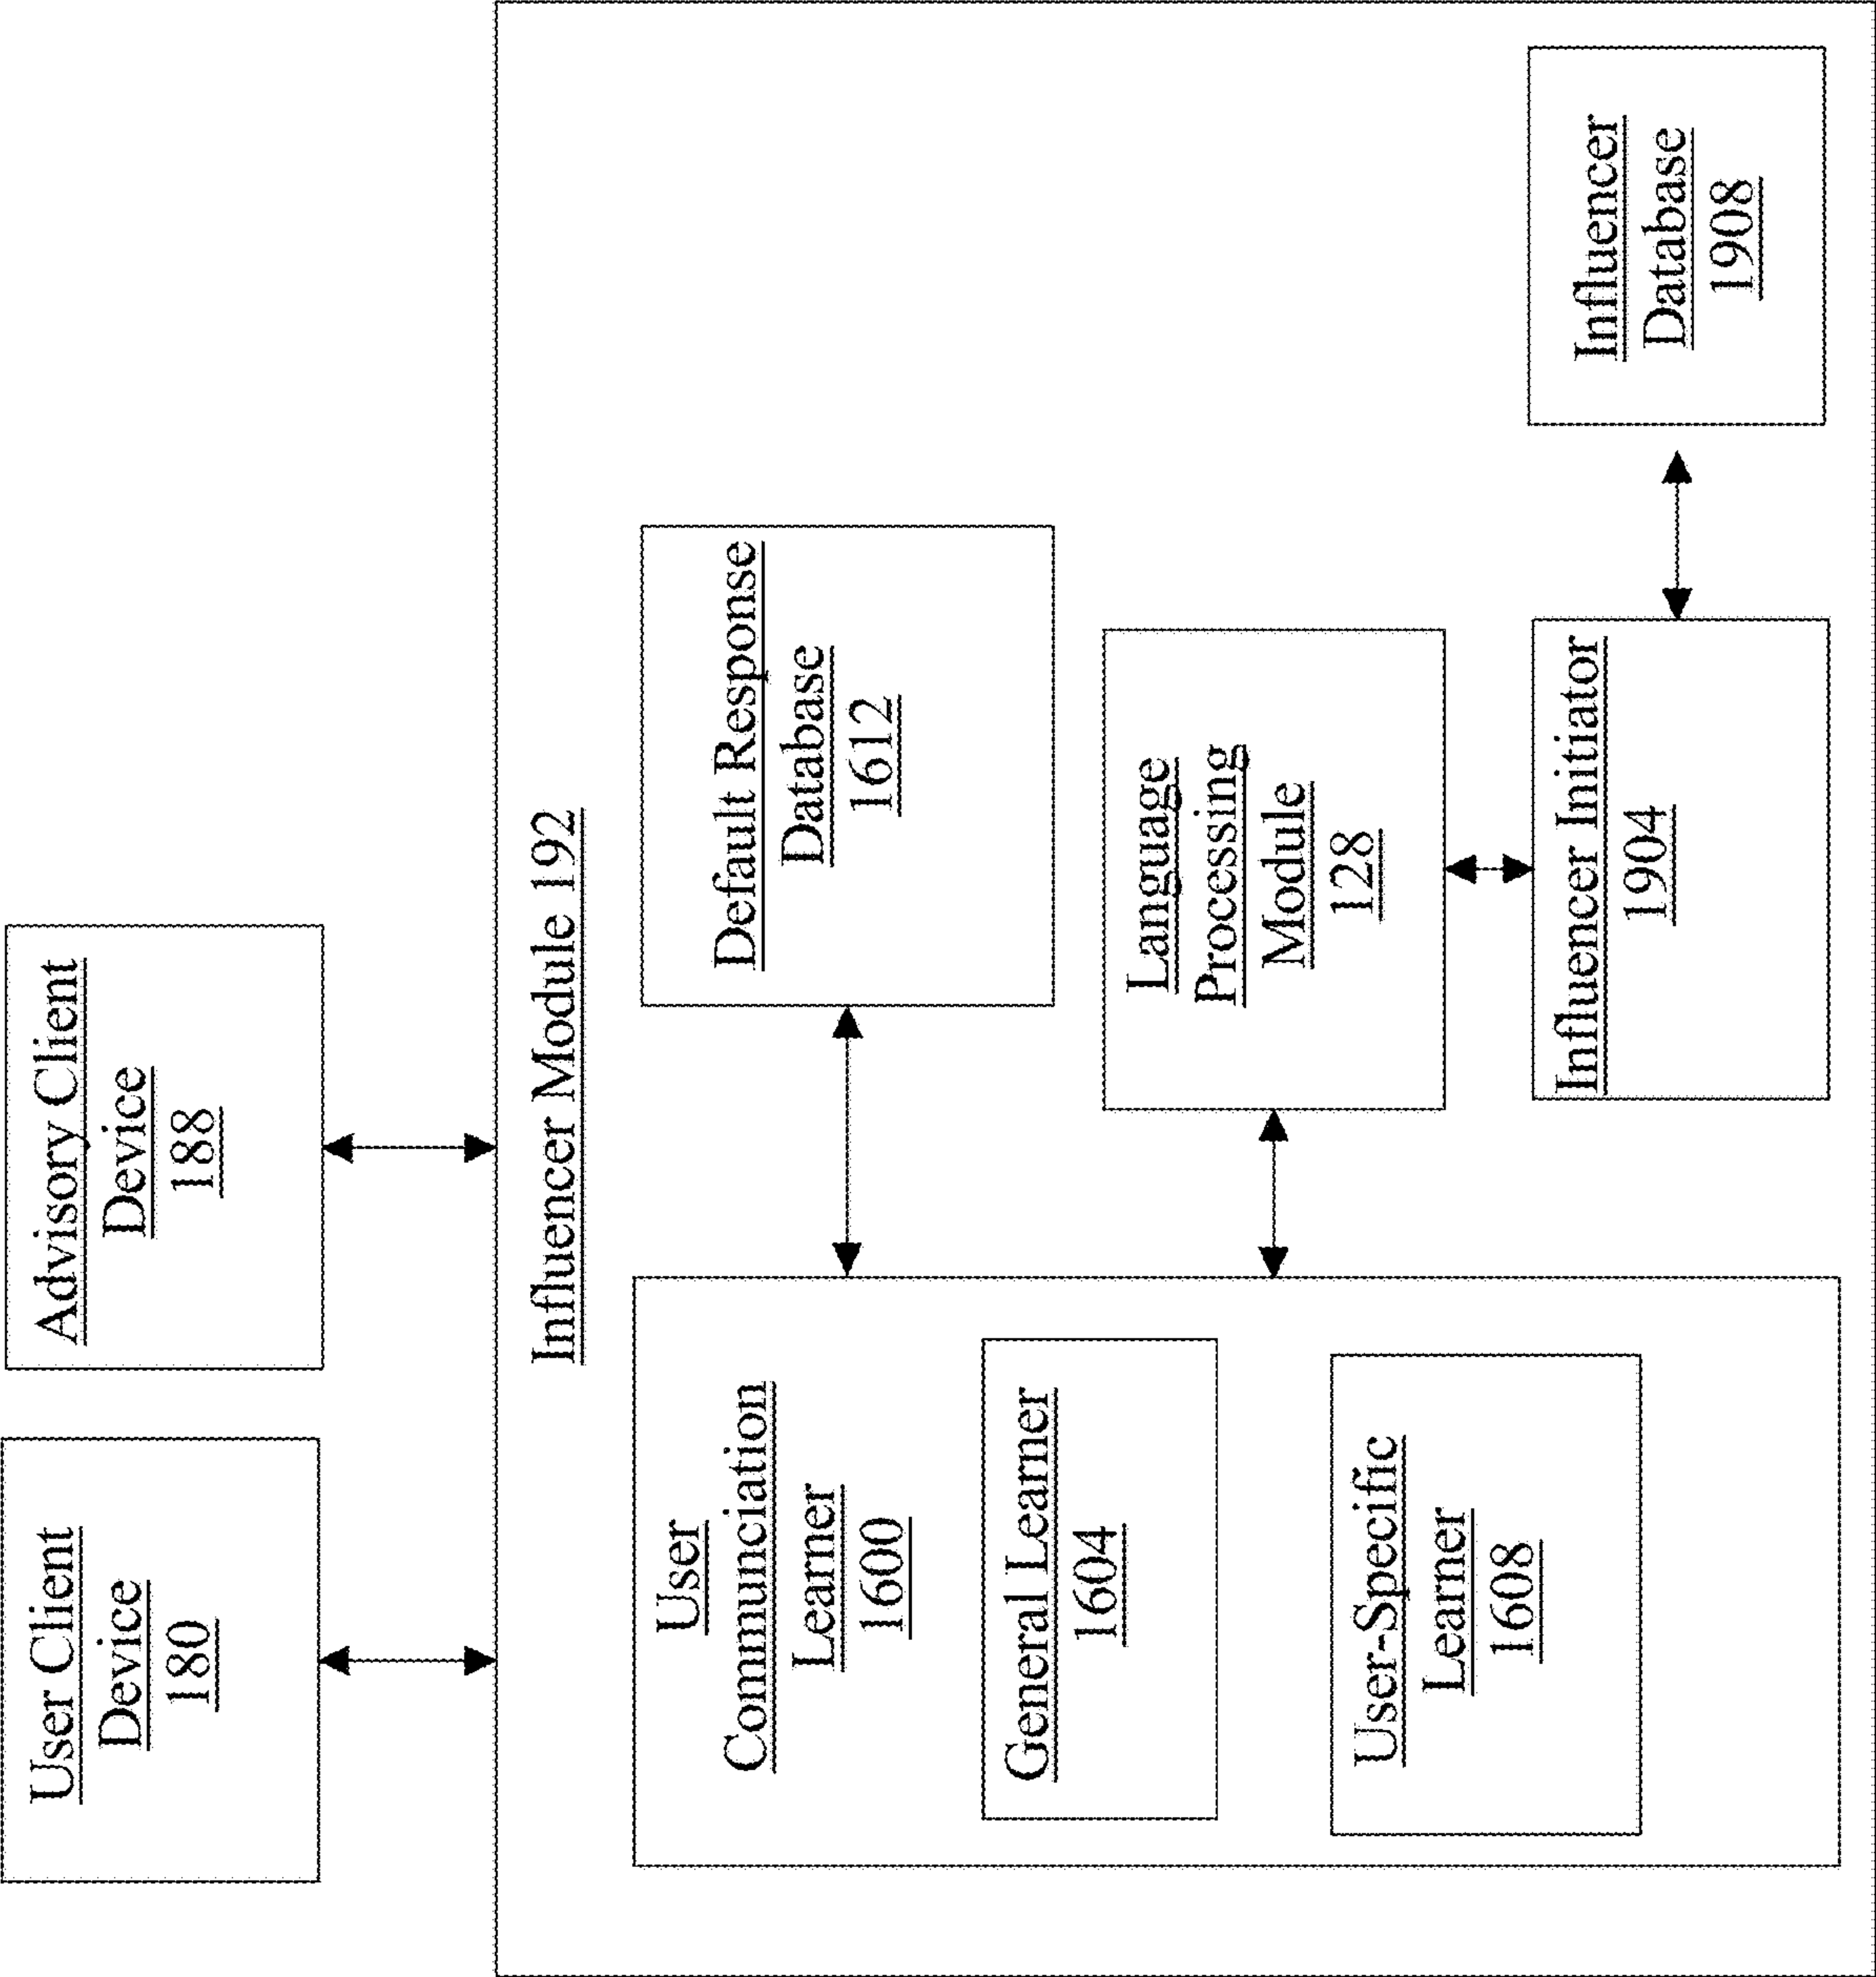 User Client
Device
180
Advisory Client
Device
188
Influencer Module 192
User
Communciation
Learner
1600
General Learner
1604
User-Specific
Learner
1608
Default Response
Database
1612
Language
Processing
Module
128
Influencer Initiator
1904
Influencer
Database
1908